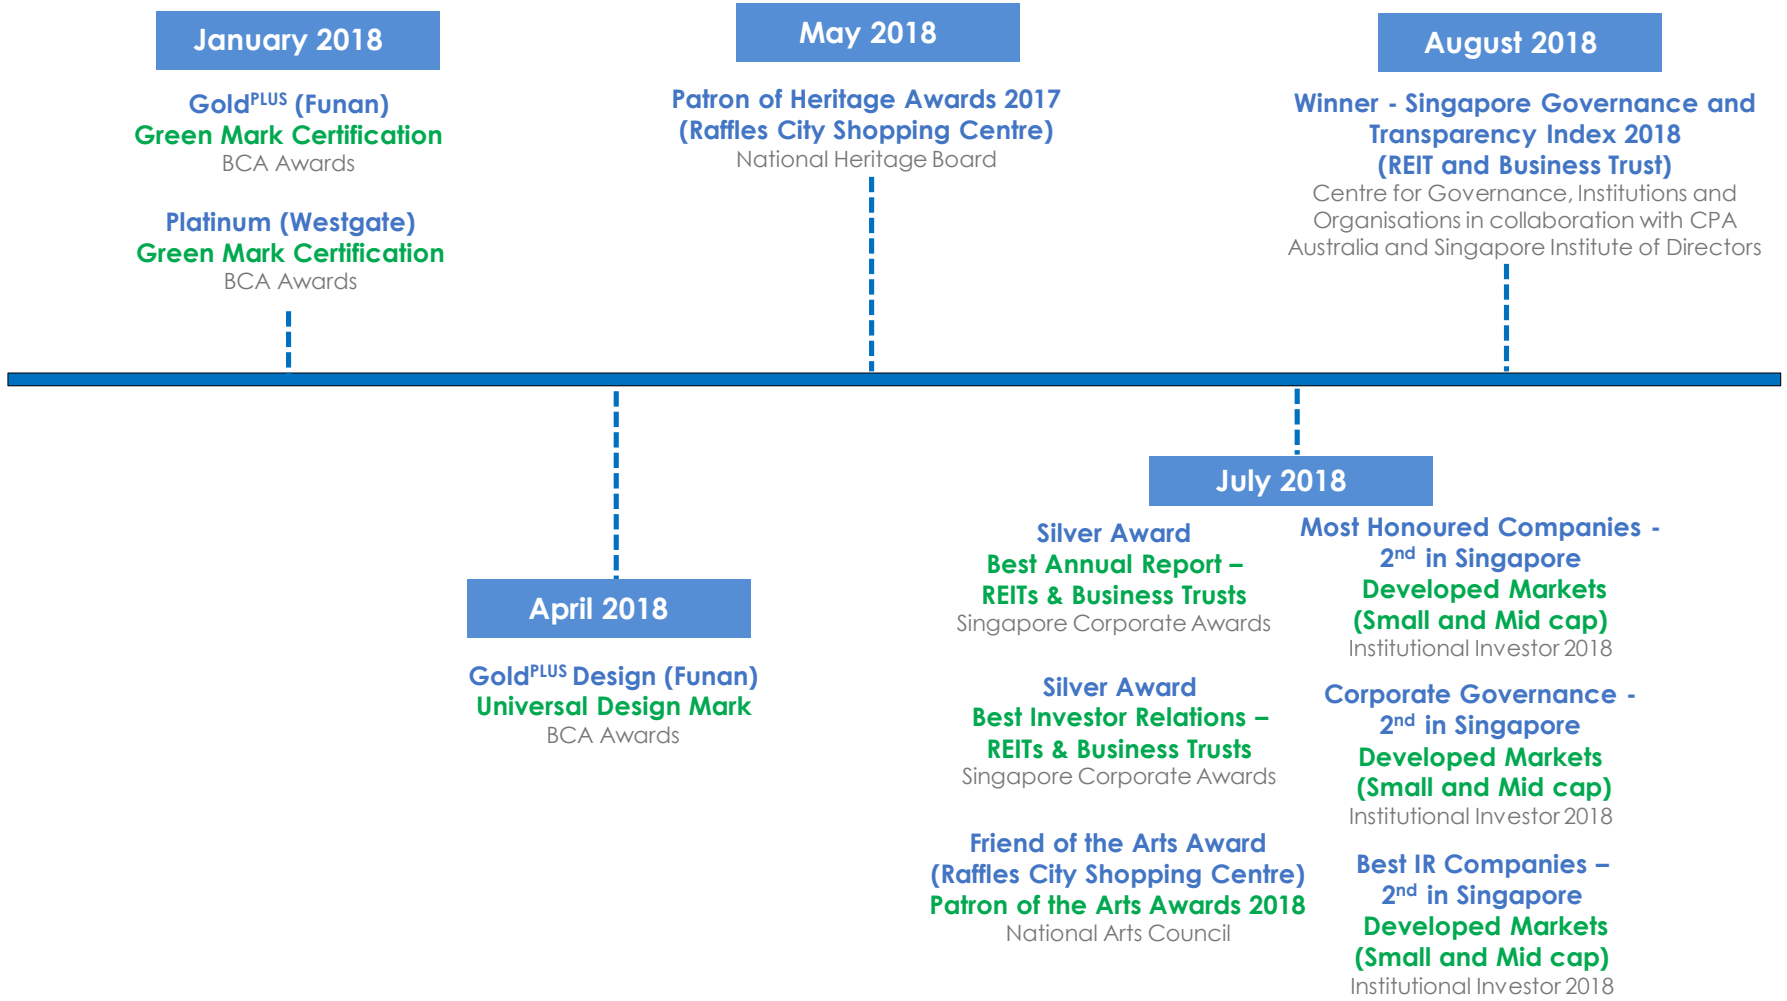 January 2018
Gold^PLUS (Funan)
Green Mark Certification
BCA Awards
Platinum (Westgate)
Green Mark Certification
BCA Awards
May 2018
Patron of Heritage Awards 2017
(Raffles City Shopping Centre)
National Heritage Board
August 2018
Winner - Singapore Governance and
Transparency Index 2018
(REIT and Business Trust)
Centre for Governance, Institutions and
Organisations in collaboration with CPA
Australia and Singapore Institute of Directors
April 2018
Gold^PLUS Design (Funan)
Universal Design Mark
BCA Awards
July 2018
Silver Award
Best Annual Report –
REITs & Business Trusts
Singapore Corporate Awards
Silver Award
Best Investor Relations –
REITs & Business Trusts
Singapore Corporate Awards
Friend of the Arts Award
(Raffles City Shopping Centre)
Patron of the Arts Awards 2018
National Arts Council
Most Honoured Companies -
2nd in Singapore
Developed Markets
(Small and Mid cap)
Institutional Investor 2018
Corporate Governance -
2nd in Singapore
Developed Markets
(Small and Mid cap)
Institutional Investor 2018
Best IR Companies –
2nd in Singapore
Developed Markets
(Small and Mid cap)
Institutional Investor 2018